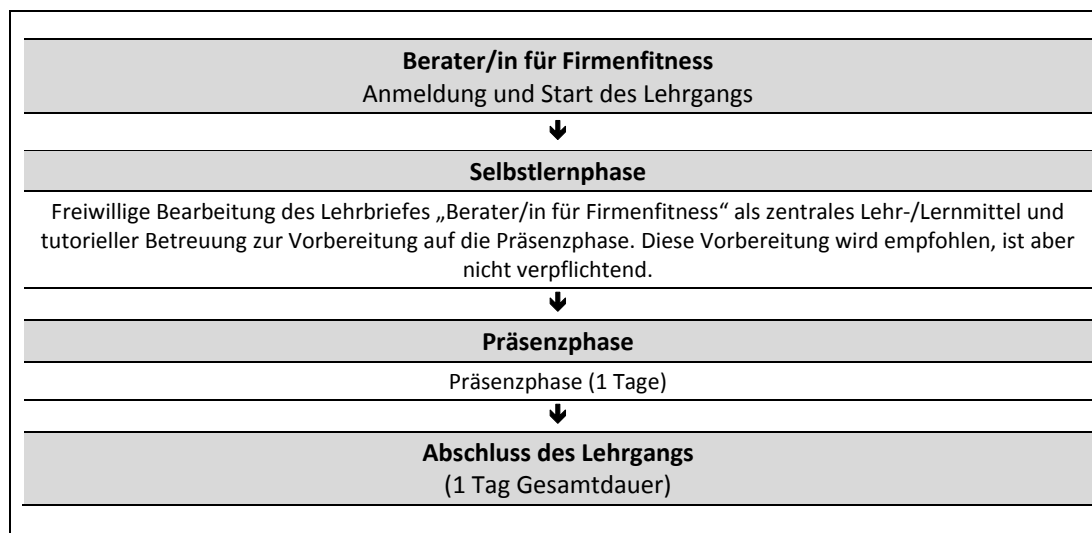 Berater/in für Firmenfitness
Anmeldung und Start des Lehrgangs
Selbstlernphase
Freiwillige Bearbeitung des Lehrbriefes „Berater/in für Firmenfitness“ als zentrales Lehr-/Lernmittel und
tutorieller Betreuung zur Vorbereitung auf die Präsenzphase. Diese Vorbereitung wird empfohlen, ist aber
nicht verpflichtend.
Präsenzphase
Präsenzphase (1 Tage)
Abschluss des Lehrgangs
(1 Tag Gesamtdauer)